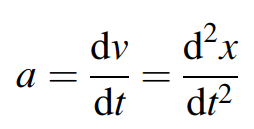 a = dv/dt = d²x/dt²